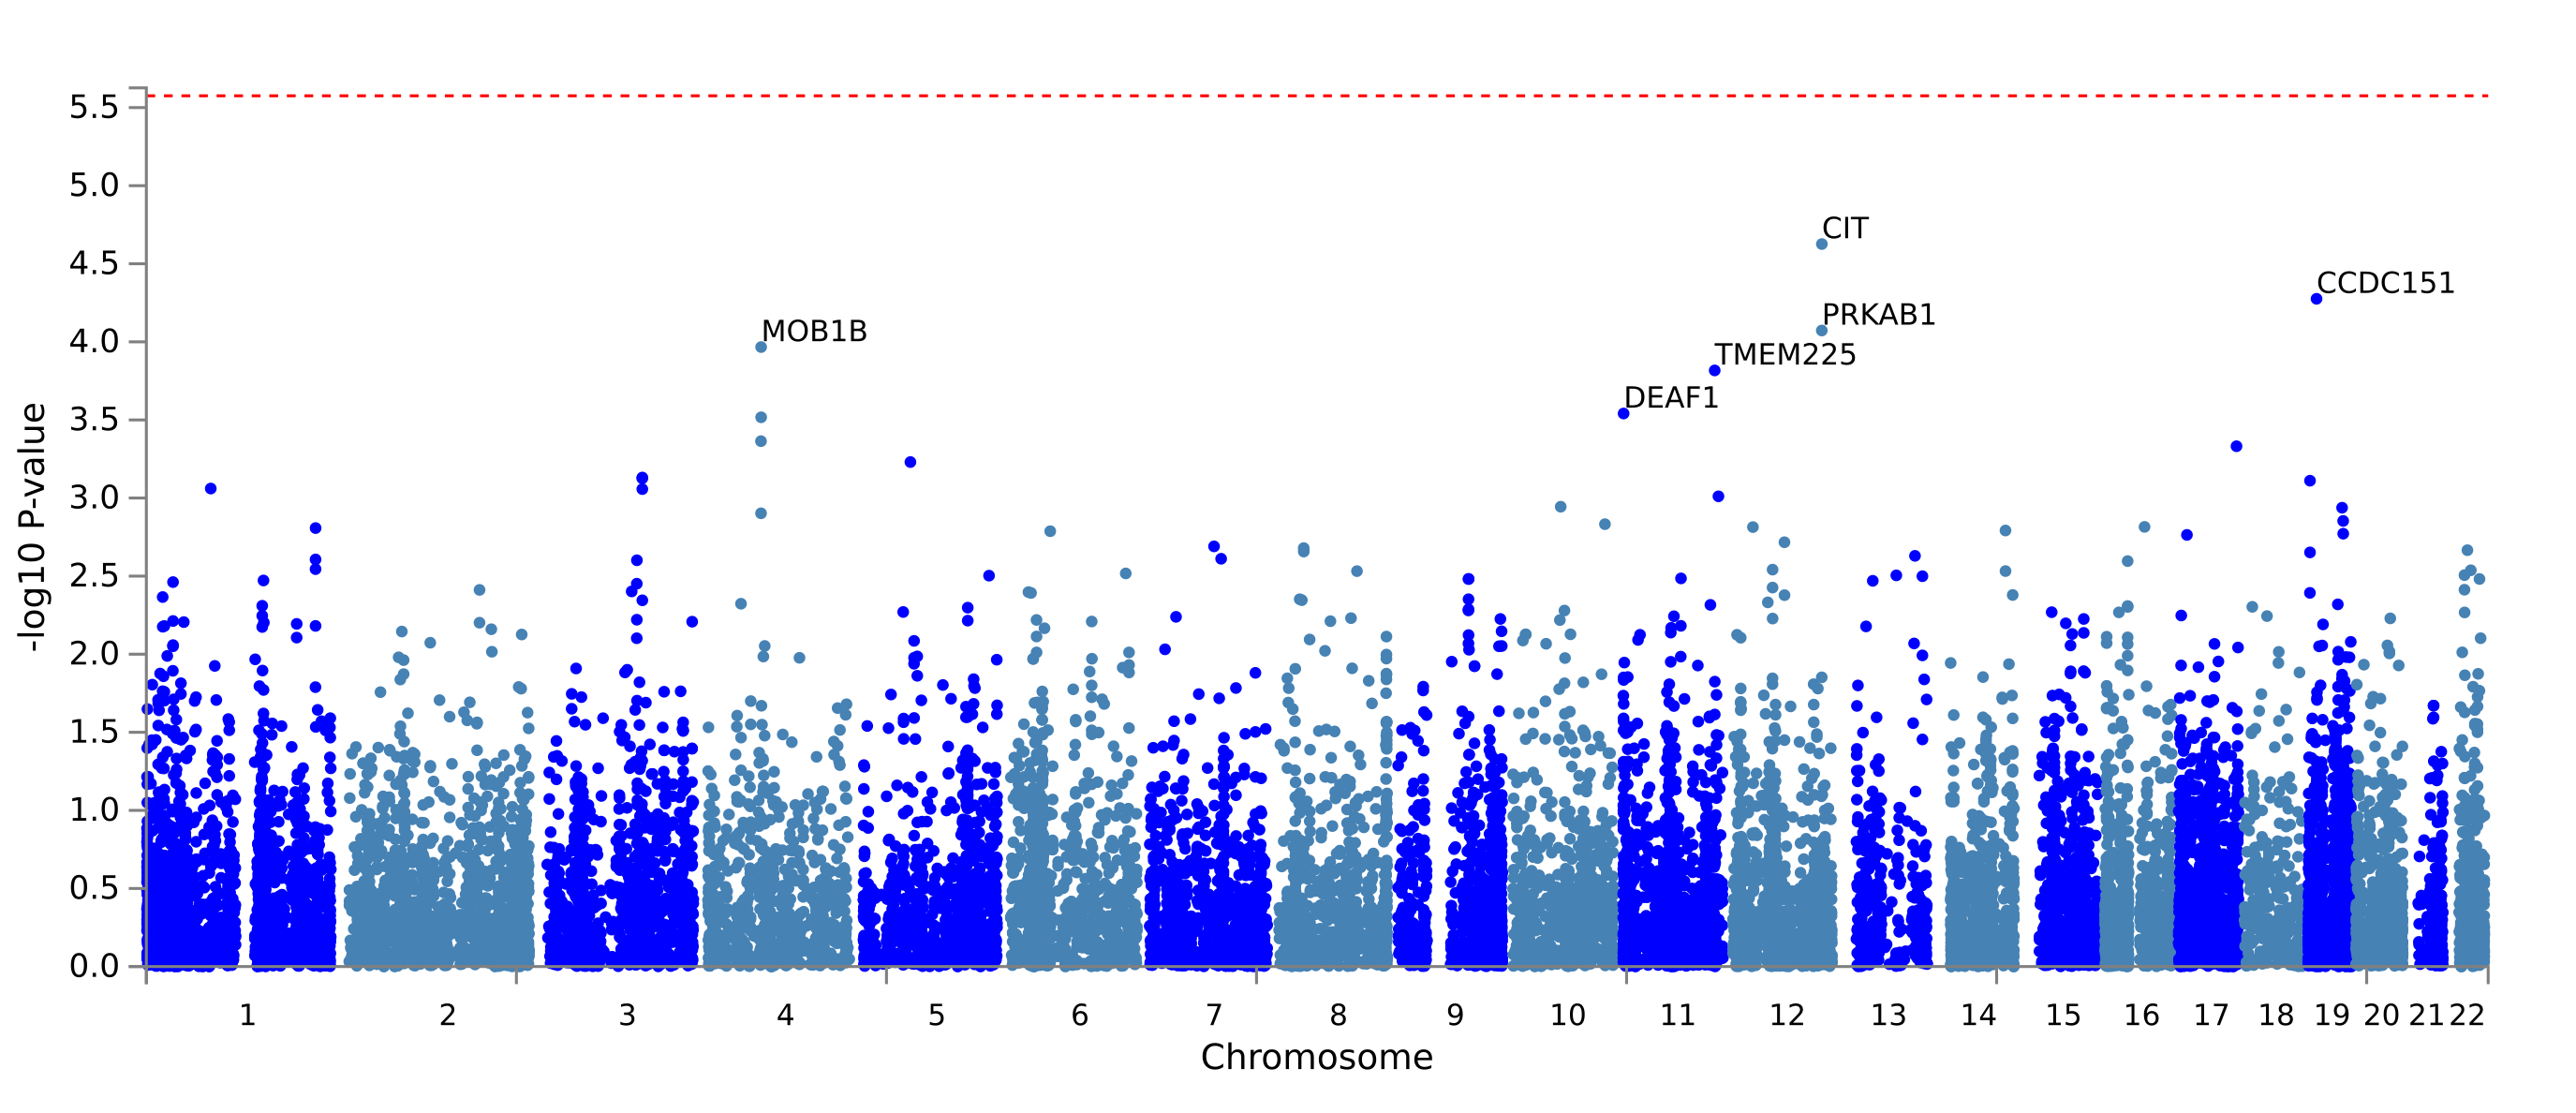 5.5
5.0
CIT
4.5
CCDC151
PRKAB1
MOB1B
4.0
TMEM225
DEAF1
3.5
3.0
2.5
2.0
1.5
1.0
0.5
0.0
-log10 P-value
1 2 3 4 5 6 7 8 9 10 11 12 13 14 15 16 17 18 19 20 21 22
Chromosome